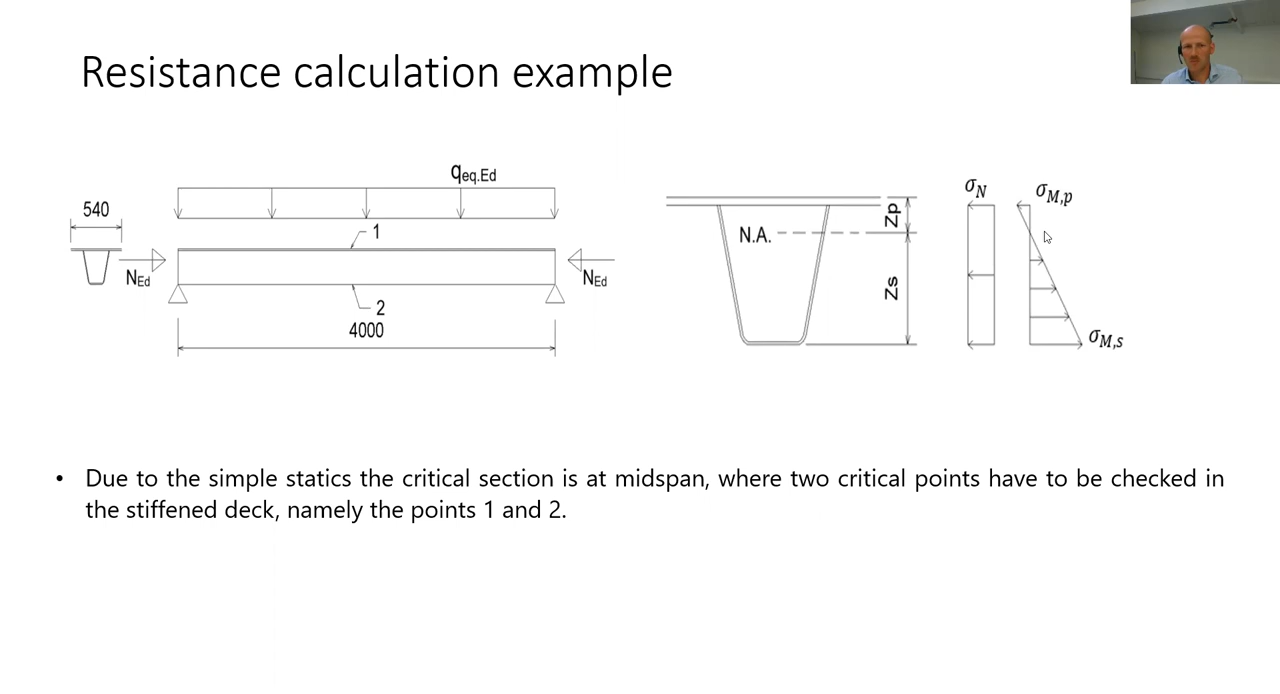 Resistance calculation example
qeq.Ed
540
1
NEd
NEd
2
4000
N.A.
Zp
Zs
σN
σM,p
σM,s
• Due to the simple statics the critical section is at midspan, where two critical points have to be checked in
the stiffened deck, namely the points 1 and 2.